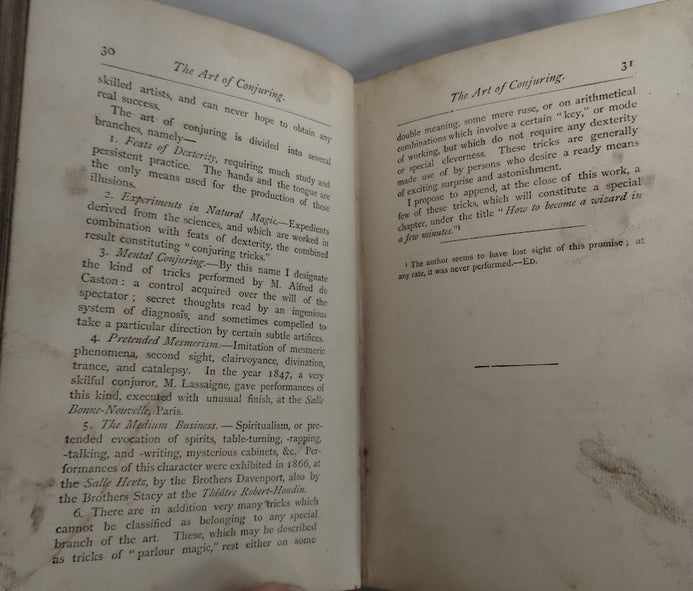 30
The Art of Conjuring.
skilled artists, and can never hope to obtain any
real success.
The art of conjuring is divided into several
branches, namely—
1. Feats of Dexterity, requiring much study and
persistent practice. The hands and the tongue are
the only means used for the production of these
illusions.
2. Experiments in Natural Magic.—Expedients
derived from the sciences, and which are worked in
combination with feats of dexterity, the combined
result constituting "conjuring tricks."
3. Mental Conjuring.—By this name I designate
the kind of tricks performed by M. Alfred de
Caston: a control acquired over the will of the
spectator; secret thoughts read by an ingenious
system of diagnosis, and sometimes compelled to
take a particular direction by certain subtle artifices.
4. Pretended Mesmerism.—Imitation of mesmeric
phenomena, second sight, clairvoyance, divination,
trance, and catalepsy. In the year 1847, a very
skilful conjuror, M. Lassaigne, gave performances of
this kind, executed with unusual finish, at the Salle
Bonne-Nouvelle, Paris.
5. The Medium Business.—Spiritualism, or pre-
tended evocation of spirits, table-turning, -rapping,
-talking, and -writing, mysterious cabinets, &c. Per-
formances of this character were exhibited in 1866, at
the Salle Hertz, by the Brothers Davenport, also by
the Brothers Stacy at the Théâtre Robert-Houdin.
6. There are in addition very many tricks which
cannot be classified as belonging to any special
branch of the art. These, which may be described
as tricks of "parlour magic," rest either on some
The Art of Conjuring.
31
double meaning, some mere ruse, or on arithmetical
combinations which involve a certain "key," or mode
of working, but which do not require any dexterity
or special cleverness. These tricks are generally
made use of by persons who desire a ready means
of exciting surprise and astonishment.
I propose to append, at the close of this work, a
few of these tricks, which will constitute a special
chapter, under the title "How to become a wizard in
a few minutes."¹
¹ The author seems to have lost sight of this promise; at
any rate, it was never performed.—ED.